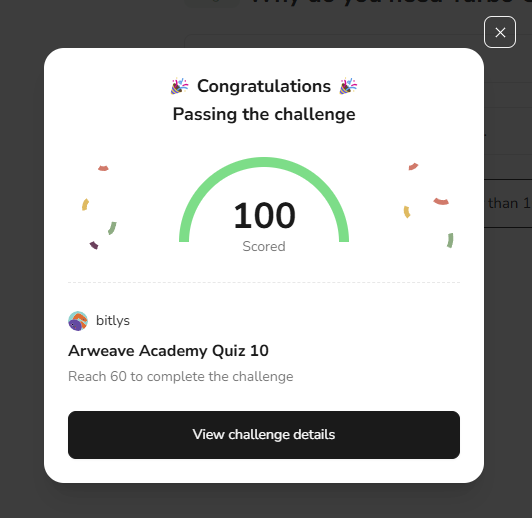 Why do you need Turbo
🎉 Congratulations 🎉
Passing the challenge
than 1
100
Scored
bitlys
Arweave Academy Quiz 10
Reach 60 to complete the challenge
View challenge details